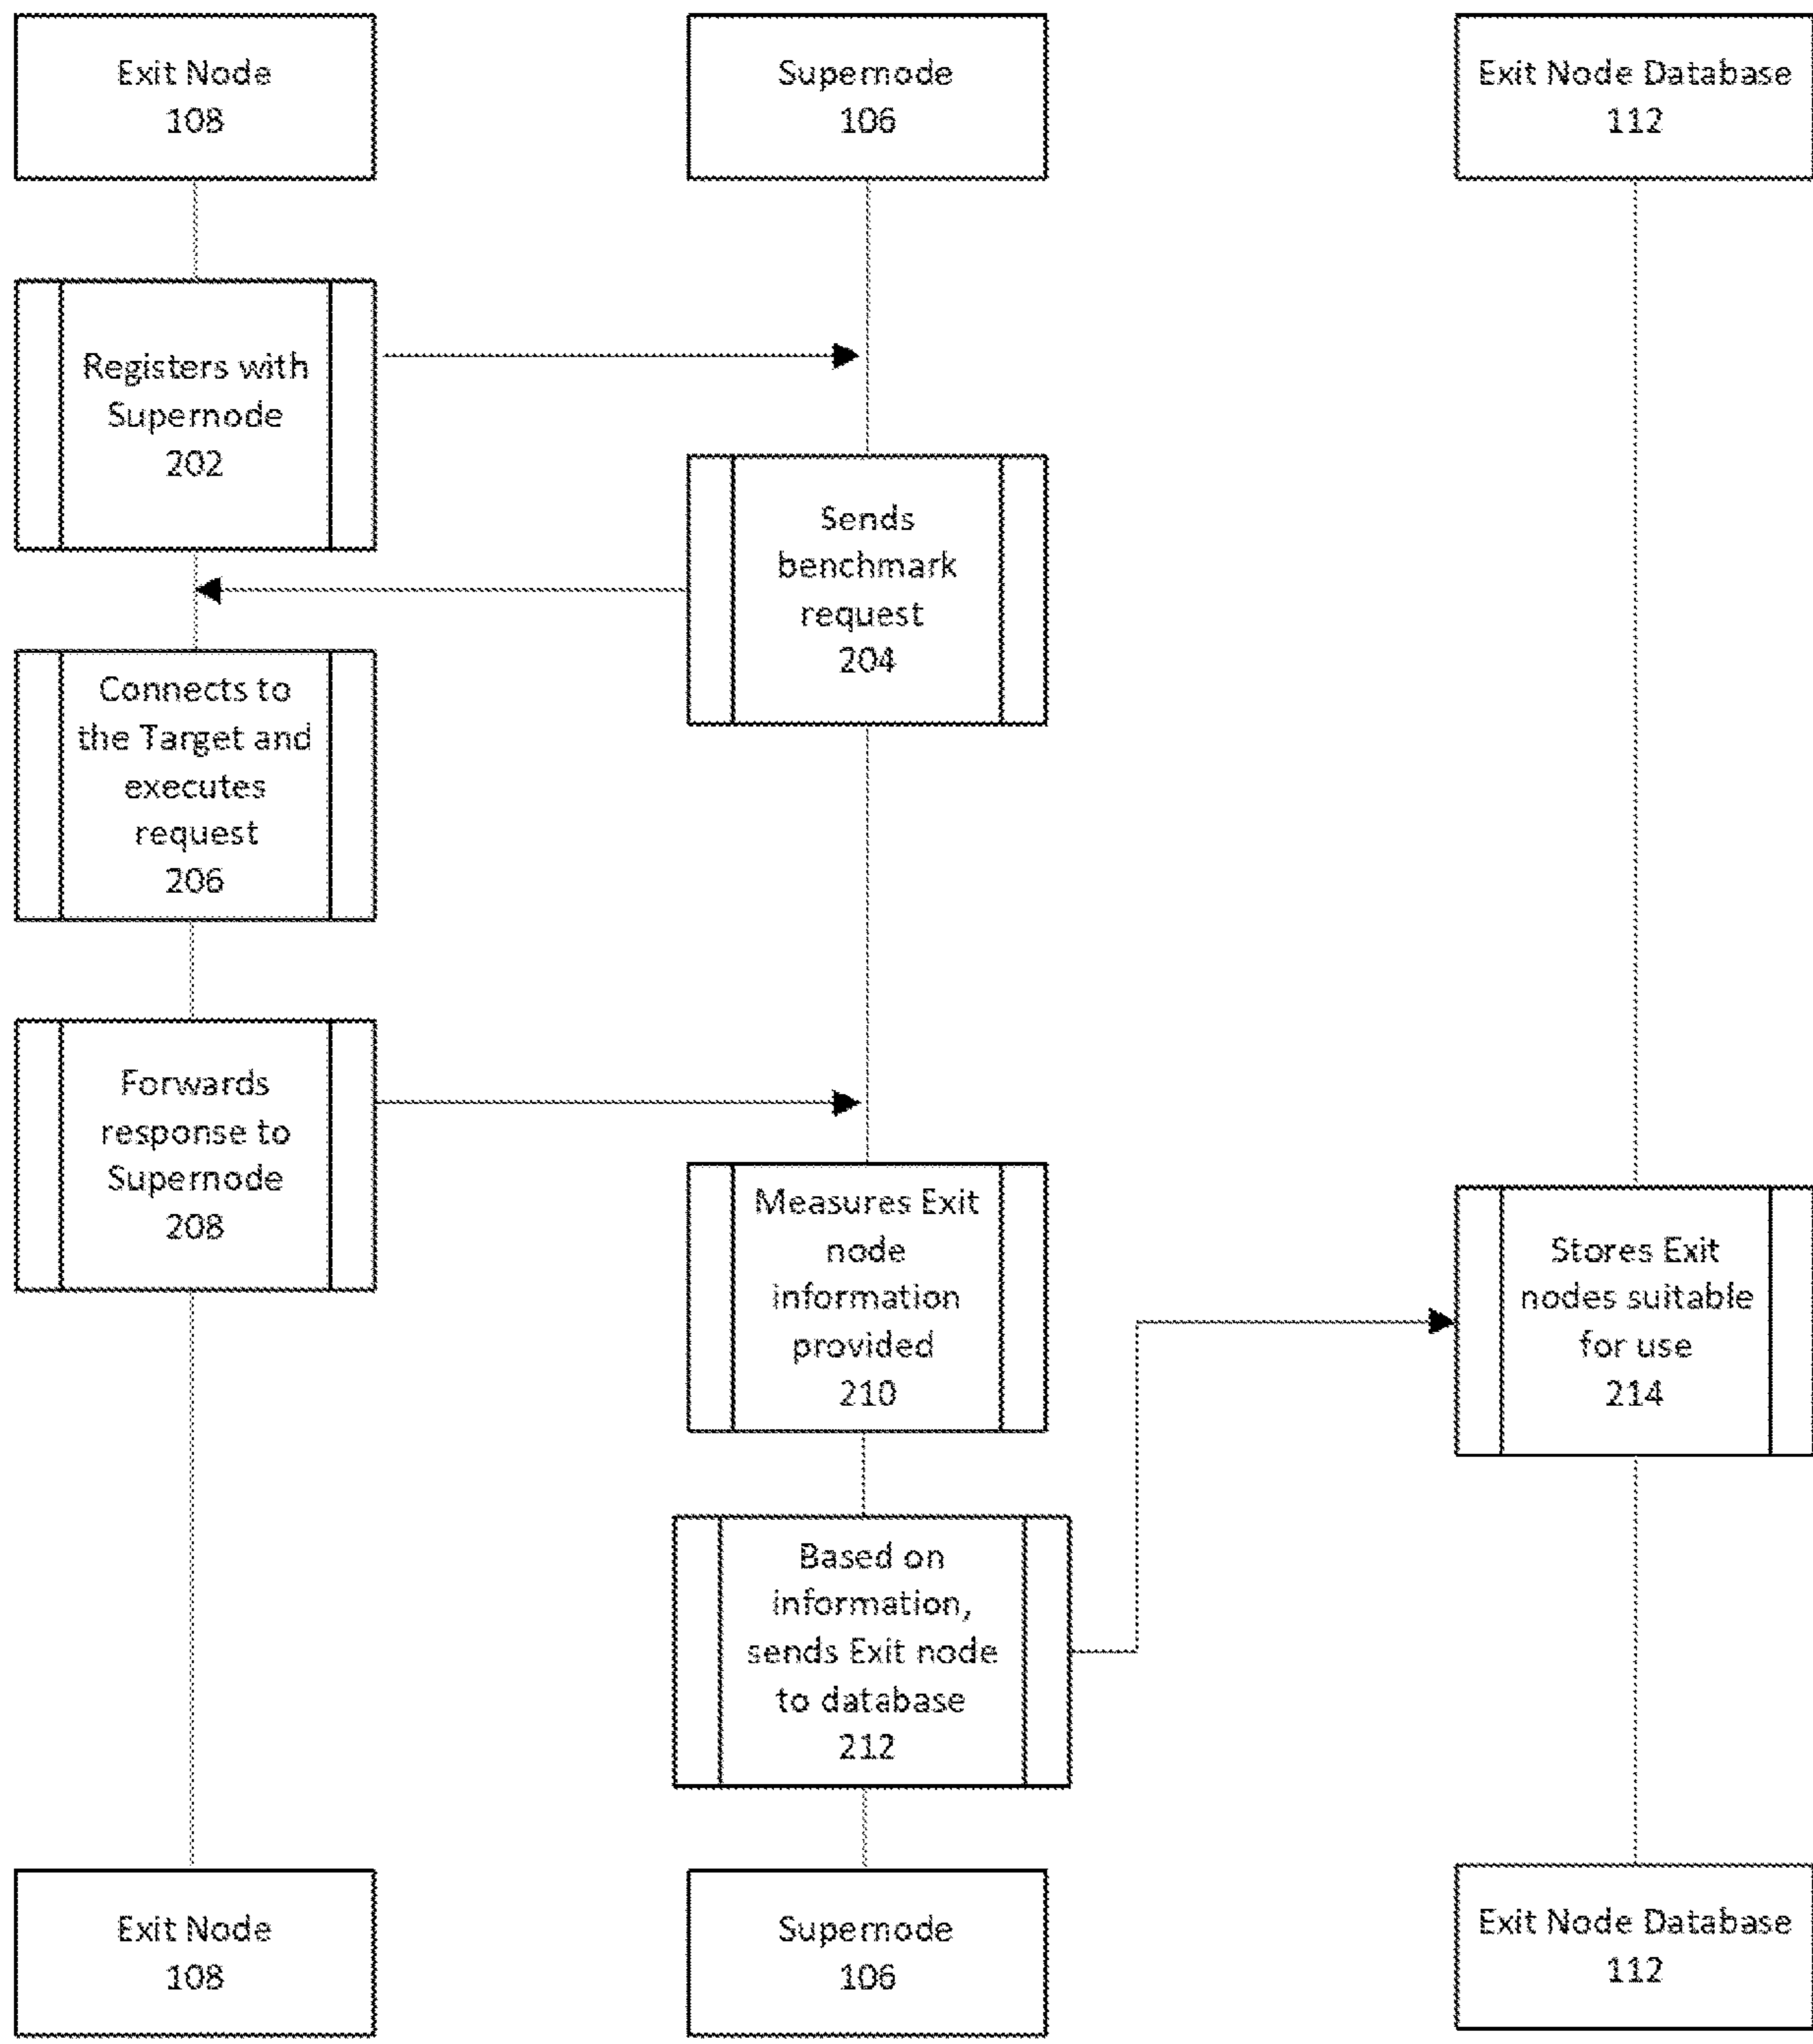 Exit Node
108
Supernode
106
Exit Node Database
112
Registers with
Supernode
202
Sends
benchmark
request
204
Connects to
the Target and
executes
request
206
Forwards
response to
Supernode
208
Measures Exit
node
information
provided
210
Stores Exit
nodes suitable
for use
214
Based on
information,
sends Exit node
to database
212
Exit Node
108
Supernode
106
Exit Node Database
112